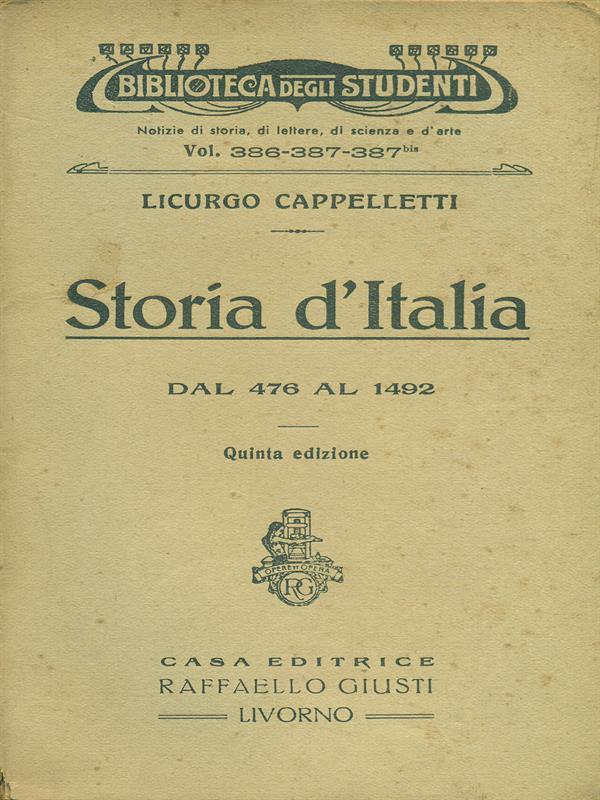 BIBLIOTECA DEGLI STUDENTI
Notizie di storia, di lettere, di scienza e d'arte
Vol. 386-387-387bis
LICURGO CAPPELLETTI
Storia d'Italia
DAL 476 AL 1492
Quinta edizione
OPERE ET OPERA
RG
CASA EDITRICE
RAFFAELLO GIUSTI
LIVORNO